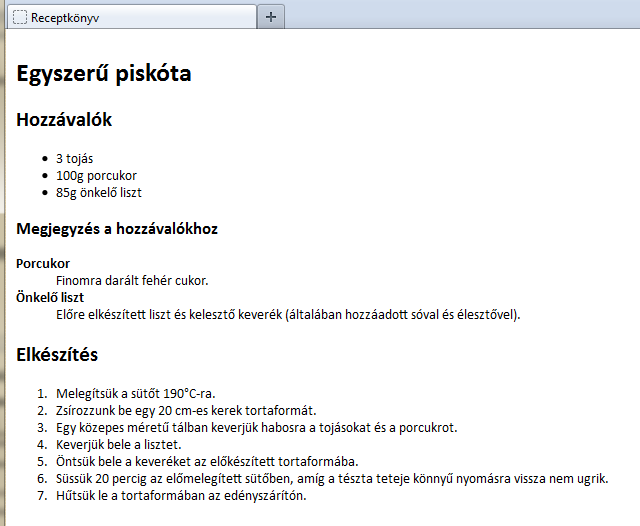 Receptkönyv
Egyszerű piskóta
Hozzávalók
• 3 tojás
• 100g porcukor
• 85g önkelő liszt
Megjegyzés a hozzávalókhoz
Porcukor
Finomra darált fehér cukor.
Önkelő liszt
Előre elkészített liszt és kelesztő keverék (általában hozzáadott sóval és élesztővel).
Elkészítés
1. Melegítsük a sütőt 190°C-ra.
2. Zsírozzunk be egy 20 cm-es kerek tortaformát.
3. Egy közepes méretű tálban keverjük habosra a tojásokat és a porcukrot.
4. Keverjük bele a lisztet.
5. Öntsük bele a keveréket az előkészített tortaformába.
6. Süssük 20 percig az előmelegített sütőben, amíg a tészta teteje könnyű nyomásra vissza nem ugrik.
7. Hűtsük le a tortaformában az edényszárítón.